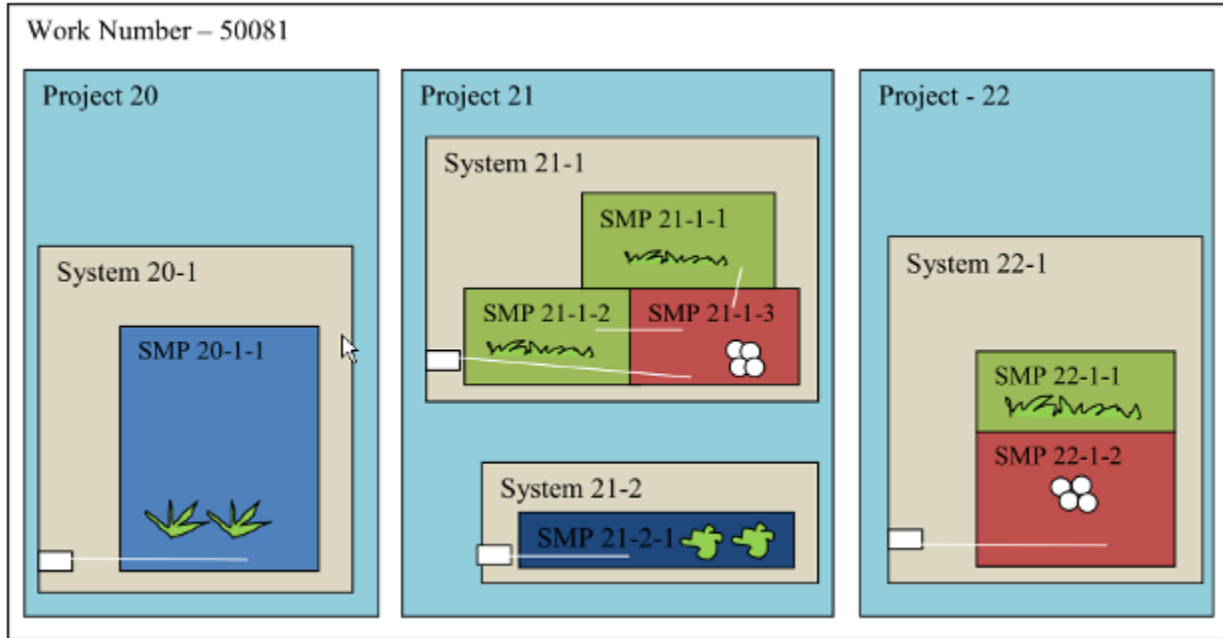 Work Number – 50081
Project 20
System 20-1
SMP 20-1-1
Project 21
System 21-1
SMP 21-1-1
SMP 21-1-2
SMP 21-1-3
System 21-2
SMP 21-2-1
Project - 22
System 22-1
SMP 22-1-1
SMP 22-1-2